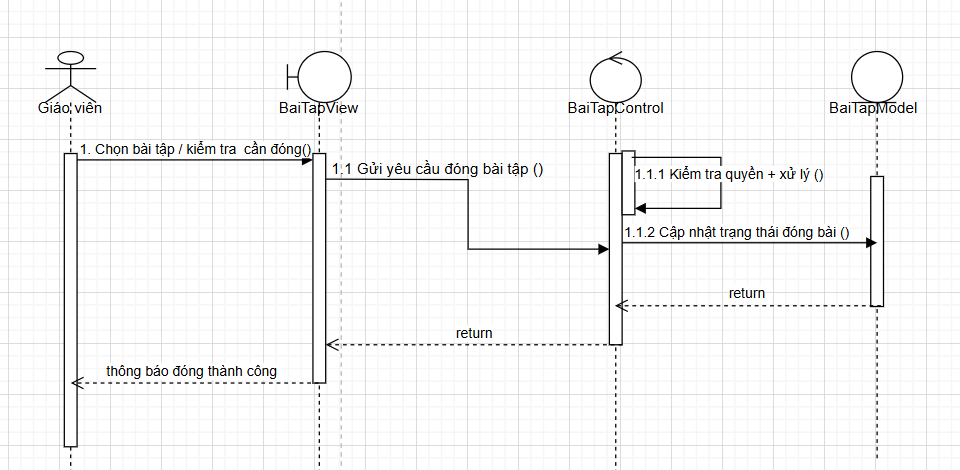 Giáo viên
BaiTapView
BaiTapControl
BaiTapModel
1. Chọn bài tập / kiểm tra cần đóng()
1.1 Gửi yêu cầu đóng bài tập ()
1.1.1 Kiểm tra quyền + xử lý ()
1.1.2 Cập nhật trạng thái đóng bài ()
return
return
thông báo đóng thành công